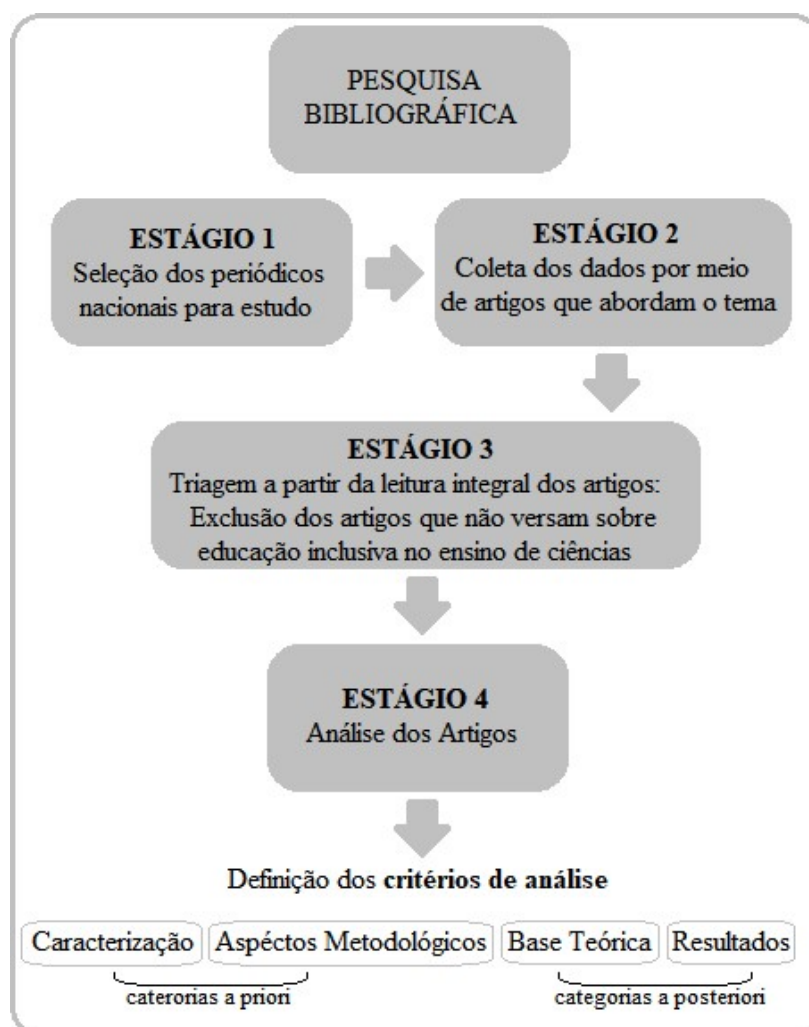 PESQUISA
BIBLIOGRÁFICA
ESTÁGIO 1
Seleção dos periódicos
nacionais para estudo
ESTÁGIO 2
Coleta dos dados por meio
de artigos que abordam o tema
ESTÁGIO 3
Triagem a partir da leitura integral dos artigos:
Exclusão dos artigos que não versam sobre
educação inclusiva no ensino de ciências
ESTÁGIO 4
Análise dos Artigos
Definição dos critérios de análise
Caracterização Aspéctos Metodológicos Base Teórica Resultados
caterorias a priori categorias a posteriori